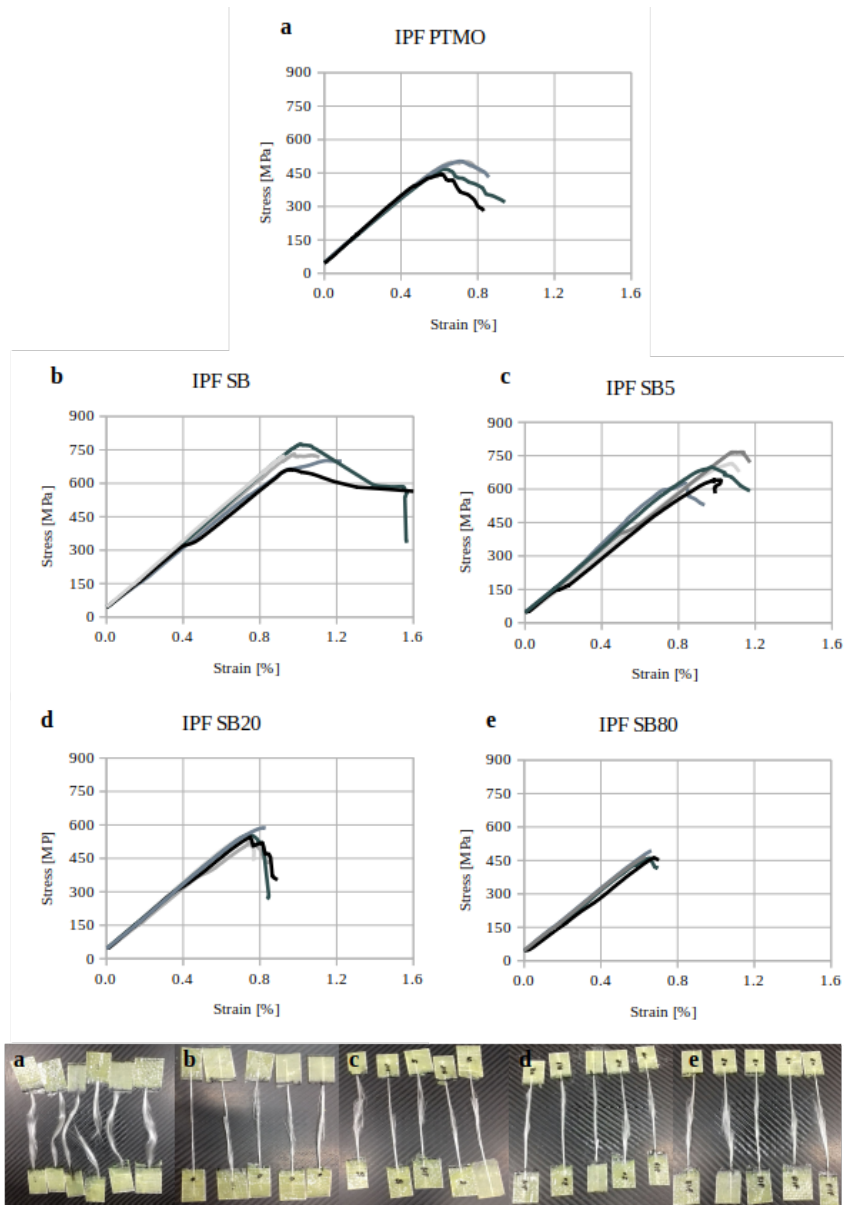 a
IPF PTMO
900
750
600
450
300
150
0
0.0 0.4 0.8 1.2 1.6
Stress [MPa]
Strain [%]
b
IPF SB
900
750
600
450
300
150
0
0.0 0.4 0.8 1.2 1.6
Stress [MPa]
Strain [%]
c
IPF SB5
900
750
600
450
300
150
0
0.0 0.4 0.8 1.2 1.6
Stress [MPa]
Strain [%]
d
IPF SB20
900
750
600
450
300
150
0
0.0 0.4 0.8 1.2 1.6
Stress [MP]
Strain [%]
e
IPF SB80
900
750
600
450
300
150
0
0.0 0.4 0.8 1.2 1.6
Stress [MPa]
Strain [%]
a b c d e